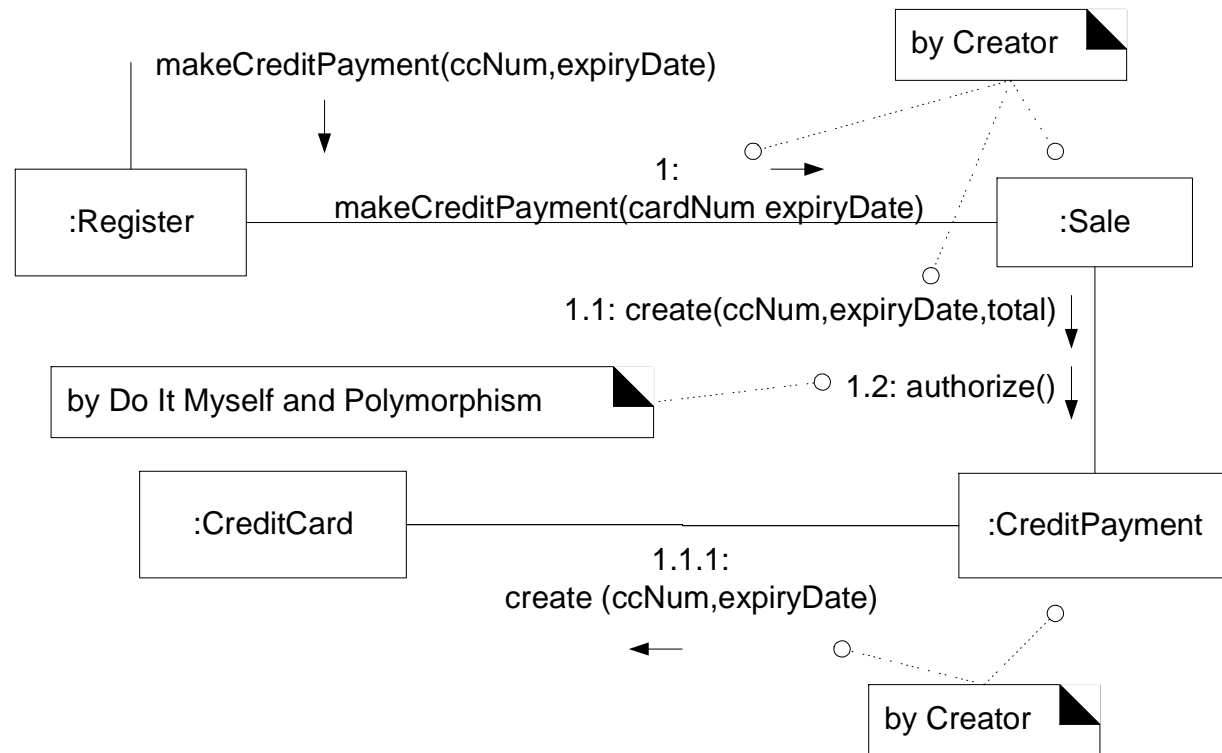 by Creator
makeCreditPayment(ccNum,expiryDate)
1:
makeCreditPayment(cardNum expiryDate)
:Register
:Sale
1.1: create(ccNum,expiryDate,total)
by Do It Myself and Polymorphism
1.2: authorize()
:CreditCard
:CreditPayment
1.1.1:
create (ccNum,expiryDate)
by Creator